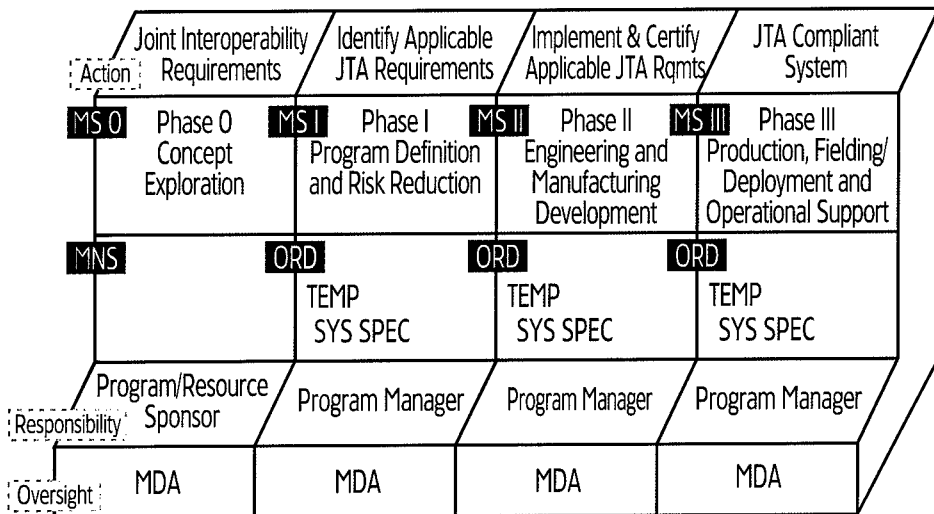 Joint Interoperability
Requirements
Identify Applicable
JTA Requirements
Implement & Certify
Applicable JTA Rqmts
JTA Compliant
System
Action
MS 0
Phase 0
Concept
Exploration
MS I
Phase I
Program Definition
and Risk Reduction
MS II
Phase II
Engineering and
Manufacturing
Development
MS III
Phase III
Production, Fielding/
Deployment and
Operational Support
MNS
ORD
TEMP
SYS SPEC
ORD
TEMP
SYS SPEC
ORD
TEMP
SYS SPEC
Responsibility
Program/Resource
Sponsor
Program Manager
Program Manager
Program Manager
Oversight
MDA
MDA
MDA
MDA